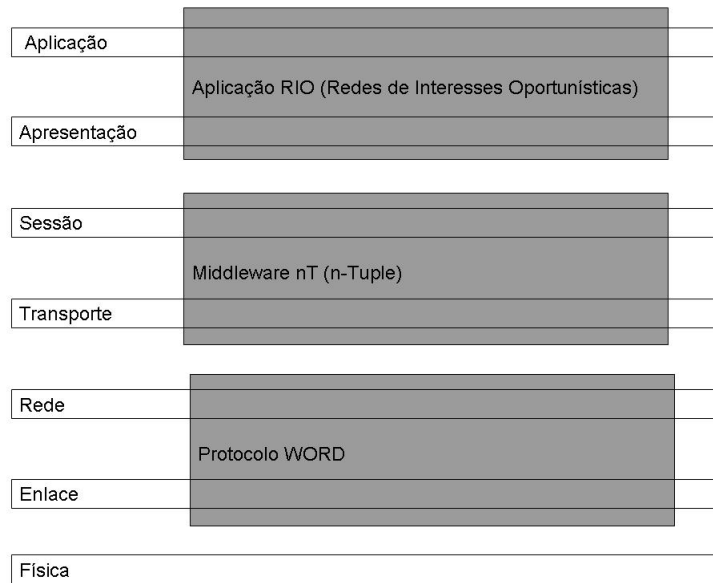 Aplicação
Aplicação RIO (Redes de Interesses Oportunísticas)
Apresentação
Sessão
Middleware nT (n-Tuple)
Transporte
Rede
Protocolo WORD
Enlace
Física